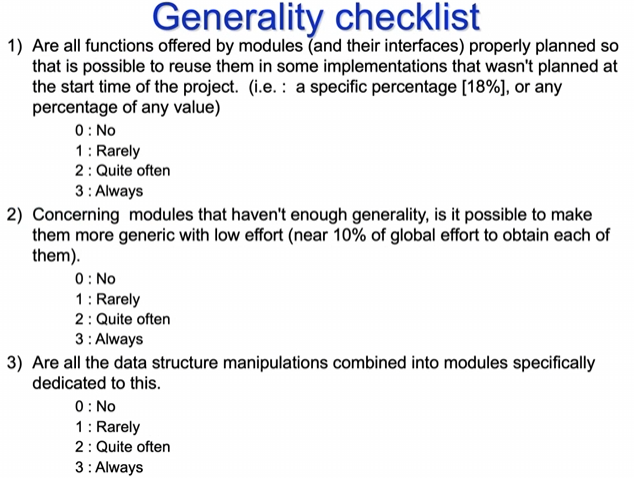 Generality checklist
1) Are all functions offered by modules (and their interfaces) properly planned so
that is possible to reuse them in some implementations that wasn't planned at
the start time of the project. (i.e. : a specific percentage [18%], or any
percentage of any value)
0 : No
1 : Rarely
2 : Quite often
3 : Always
2) Concerning modules that haven't enough generality, is it possible to make
them more generic with low effort (near 10% of global effort to obtain each of
them).
0 : No
1 : Rarely
2 : Quite often
3 : Always
3) Are all the data structure manipulations combined into modules specifically
dedicated to this.
0 : No
1 : Rarely
2 : Quite often
3 : Always